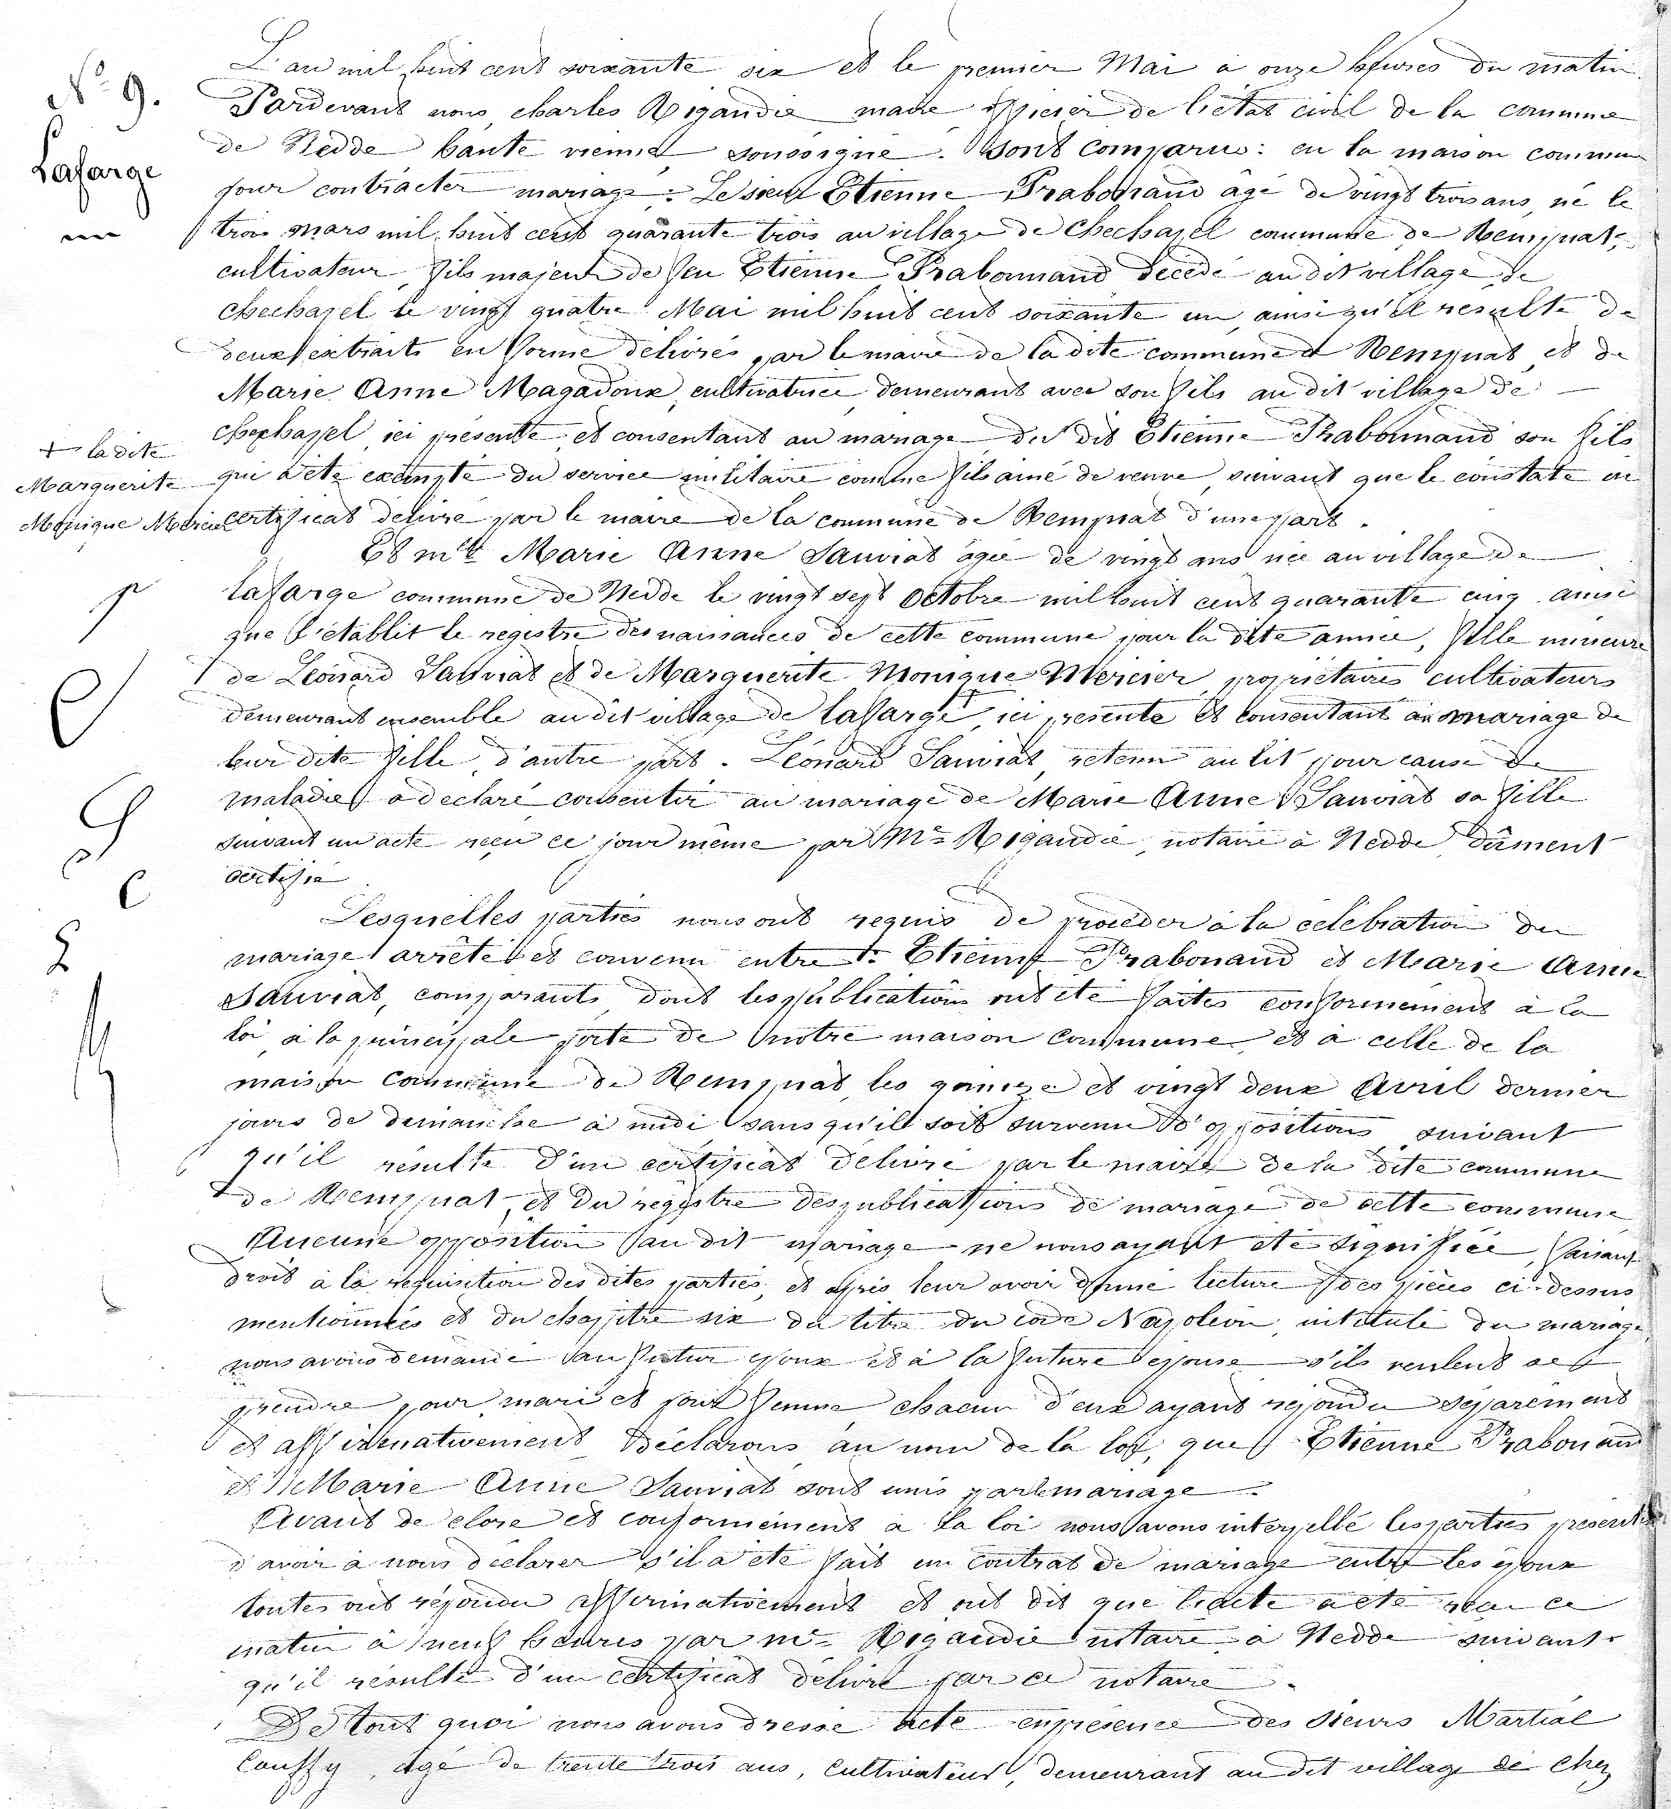 N° 9.
Lafarge
L'an mil huit cent soixante six et le premier Mai à onze heures du matin
Pardevant nous charles Rigaudie maire officier de l'état civil de la commune
de Nedde haute vienne soussigné. Sont comparus: en la maison commune
pour contracter mariage: Le sieur Etienne Prabonnaud âgé de vingt trois ans, né le
trois mars mil huit cent quarante trois au village de Chechazel commune de Rempnat,
cultivateur, fils majeur de feu Etienne Prabonnaud décédé au dit village de
chechazel le vingt quatre Mai mil huit cent soixante un, ainsi qu'il resulte de
deux extraits en forme délivrés par le maire de la dite commune de Rempnat, et de
Marie Anne Magadoux, cultivatrice, demeurant avec son fils au dit village de
chechazel, ici présente, et consentant au mariage du dit Etienne Prabonnaud son fils
qui a été exempté du service militaire comme fils ainé de veuve, suivant que le constate un
certificat délivré par le maire de la commune de Rempnat d'une part.
+ la dite
Marguerite
Monique Mercier
Et m elle Marie Anne Sauviat âgée de vingt ans née au village de
lafarge commune de Nedde le vingt sept Octobre mil huit cent quarante cinq ainsi
que l'établit le registre des naissances de cette commune pour la dite année, fille mineure
de Léonard Sauviat et de Marguerite Monique Mercier, propriétaires cultivateurs
demeurant ensemble au dit village de lafarge + ici présente et consentant au mariage de
leur dite fille, d'autre part. Léonard Sauviat, retenu au lit pour cause de
maladie, a declaré consentir au mariage de Marie Anne Sauviat sa fille
suivant un acte reçu ce jour même par Me Rigaudie, notaire à Nedde, dûment
certifié
Lesquelles parties nous ont requis de procéder à la célébration du
mariage arrêté et convenu entre Etienne Prabonaud et Marie Anne
Sauviat, comparants, dont les publications ont été faites conformément à la
loi, à la principale porte de notre maison commune, et à celle de la
maison commune de Rempnat, les quinze et vingt deux Avril dernier
jours de dimanche à midi sans qu'il soit survenu d'oppositions, suivant
qu'il résulte d'un certificat délivré par le maire de la dite commune
de Rempnat, et du régistre des publications de mariage de cette commune
Aucune opposition au dit mariage ne nous ayant été signifiée, faisant
droit à la réquisition des dites parties, et après leur avoir donné lecture des pièces ci-dessus
mentionnées et du chapitre six du titre du code Napoléon, intitulé du mariage,
nous avons demandé au futur époux et à la future épouse s'ils veulent se
prendre pour mari et pour femme, chacun d'eux ayant répondu séparément
et affirmativement, Déclarons, au nom de la loi, que Etienne Prabonaud
et Marie Anne Sauviat sont unis par le mariage.
Avant de clore et conformément à la loi nous avons interpellé les parties présentes
d'avoir à nous déclarer s'il a été fait un contrat de mariage entre les époux
toutes ont répondu affirmativement et ont dit que l'acte a été reçu ce
matin à neuf heures par me Rigaudie notaire à Nedde suivant
qu'il résulte d'un certificat délivré par ce notaire.
De tout quoi nous avons dressé acte en présence des sieurs Martial
Couffy, âgé de trente trois ans, cultivateur, demeurant au dit village de Chez